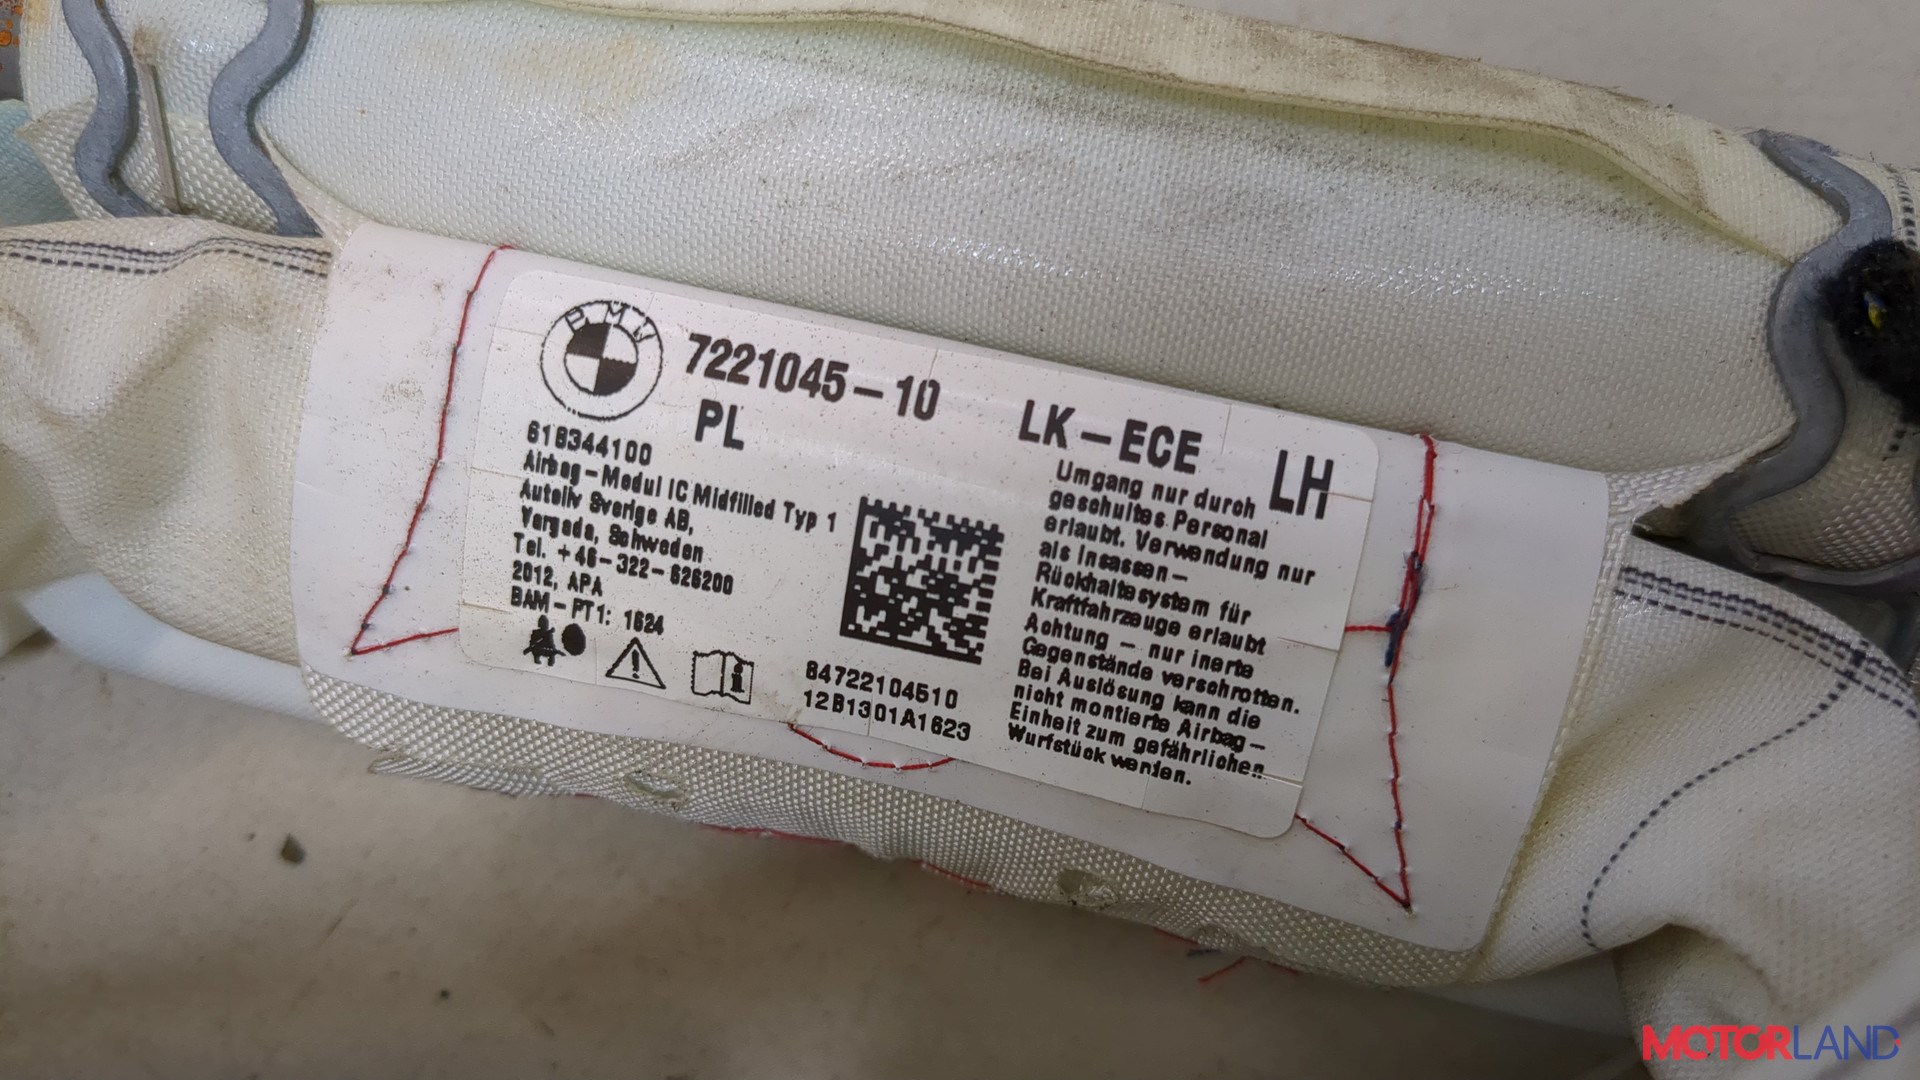 BMW
7221045-10
PL
LK-ECE
LH
61B344100
Airbag-Modul IC Midfilled Typ 1
Autoliv Sverige AB,
Vargada, Schweden
Tel. +46-322-626200
2012, APA
BAM-PT1: 1624
84722104510
12B1301A1623
Umgang nur durch
geschultes Personal
erlaubt. Verwendung nur
als Insassen-
Rückhaltesystem für
Kraftfahrzeuge erlaubt
Achtung - nur inerte
Gegenstände verschrotten.
Bei Auslösung kann die
nicht montierte Airbag-
Einheit zum gefährlichen
Wurfstück werden.
MOTORLAND